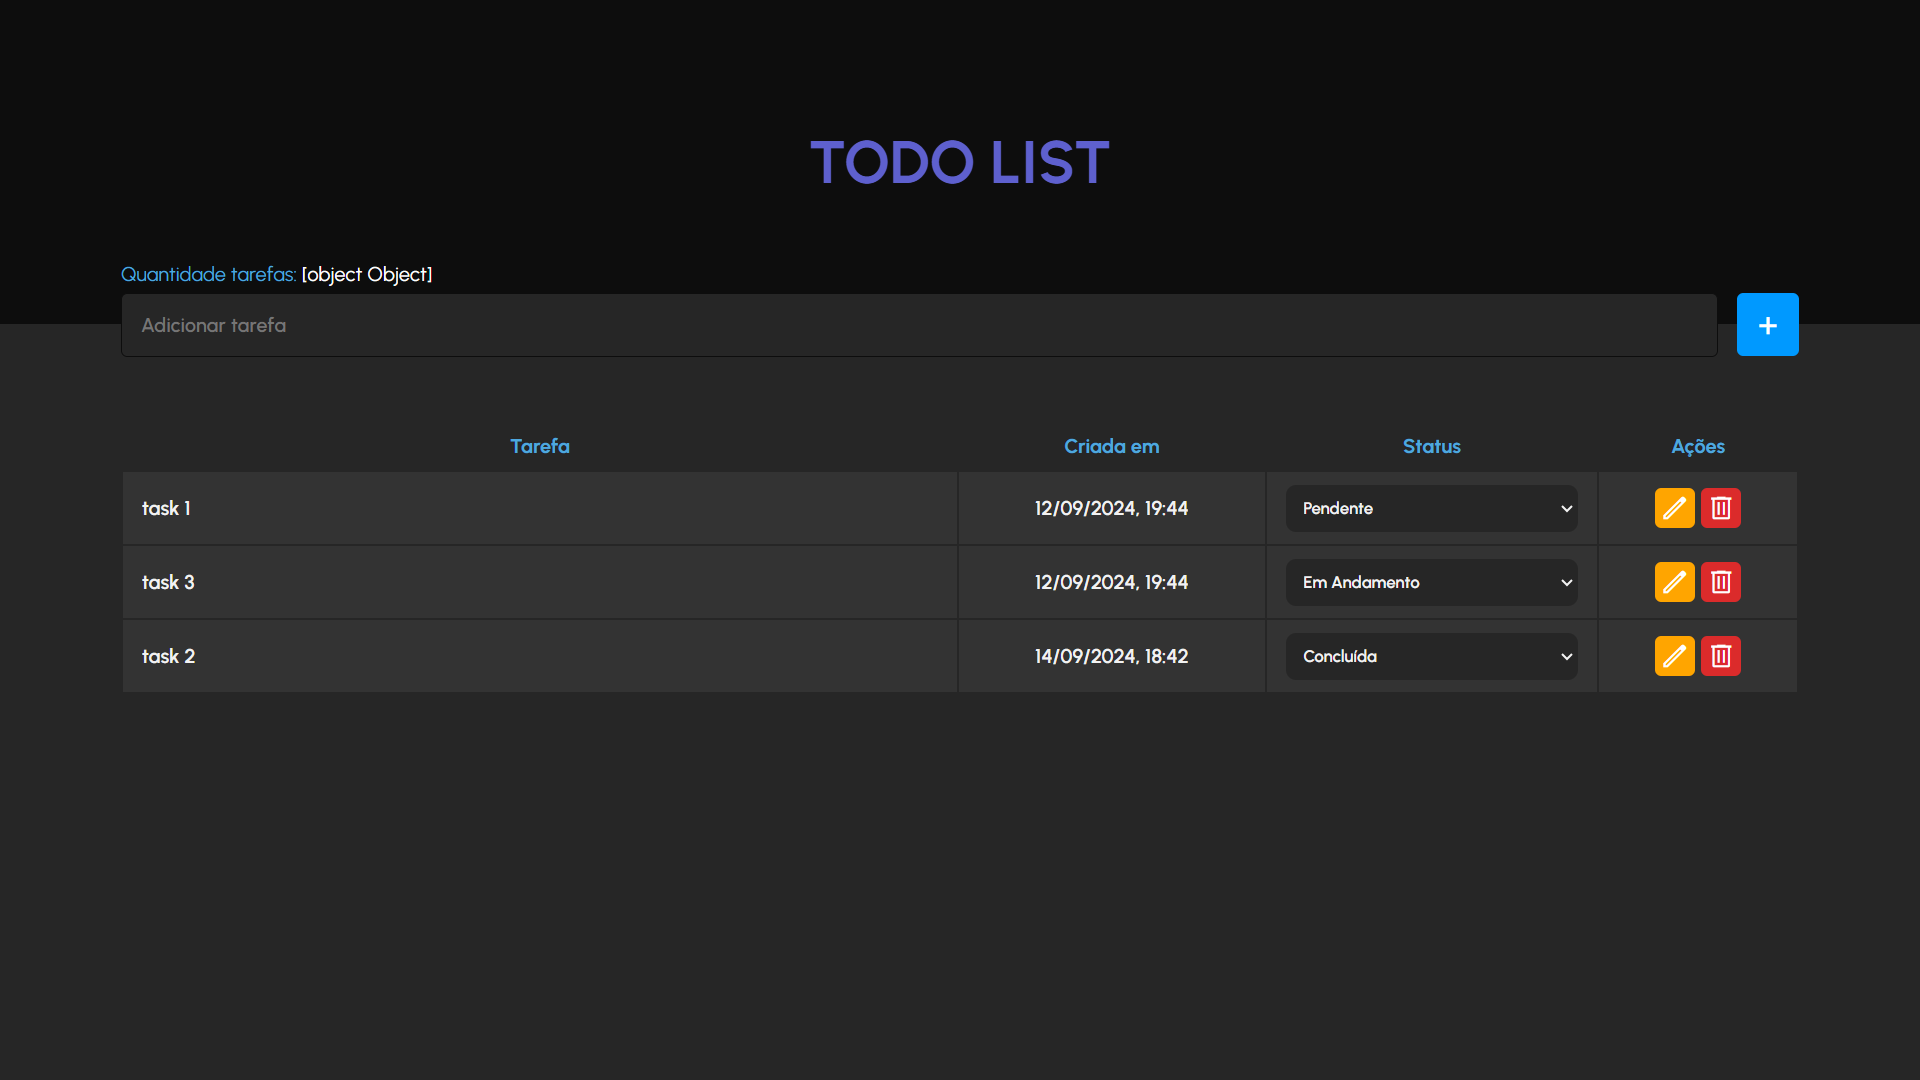 TODO LIST
Quantidade tarefas: [object Object]
Adicionar tarefa
+
Tarefa Criada em Status Ações
task 1 12/09/2024, 19:44 Pendente
task 3 12/09/2024, 19:44 Em Andamento
task 2 14/09/2024, 18:42 Concluída